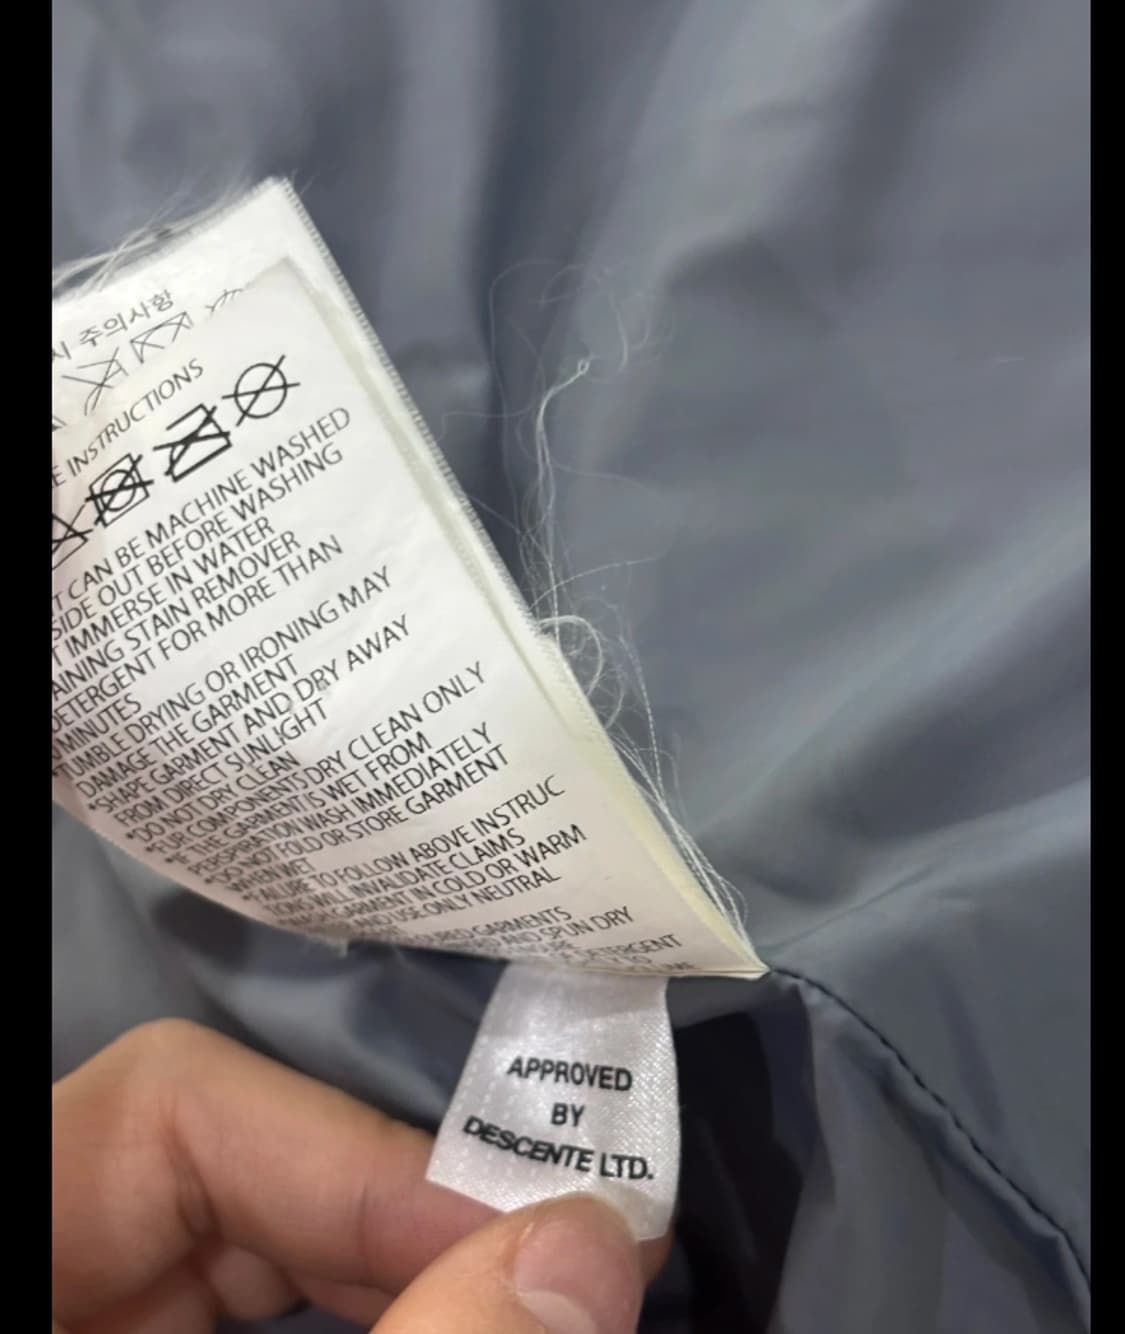 주의사항
INSTRUCTIONS
CAN BE MACHINE WASHED
SIDE OUT BEFORE WASHING
IMMERSE IN WATER
AINING STAIN REMOVER
DETERGENT FOR MORE THAN
MINUTES
TUMBLE DRYING OR IRONING MAY
DAMAGE THE GARMENT
*SHAPE GARMENT AND DRY AWAY
FROM DIRECT SUNLIGHT
*DO NOT DRY CLEAN
*FUR COMPONENTS DRY CLEAN ONLY
*IF THE GARMENT IS WET FROM
PERSPIRATION WASH IMMEDIATELY
*DO NOT FOLD OR STORE GARMENT
WHEN WET
TO FOLLOW ABOVE INSTRUC
WILL INVALIDATE CLAIMS
GARMENT IN COLD OR WARM
USE ONLY NEUTRAL
GARMENTS
AND SPUN DRY
DETERGENT
APPROVED
BY
DESCENTE LTD.